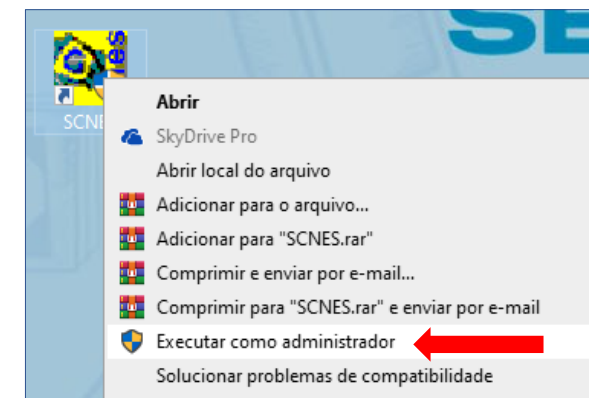 SE
SCNE
Abrir
SkyDrive Pro
Abrir local do arquivo
Adicionar para o arquivo...
Adicionar para "SCNES.rar"
Comprimir e enviar por e-mail...
Comprimir para "SCNES.rar" e enviar por e-mail
Executar como administrador
Solucionar problemas de compatibilidade